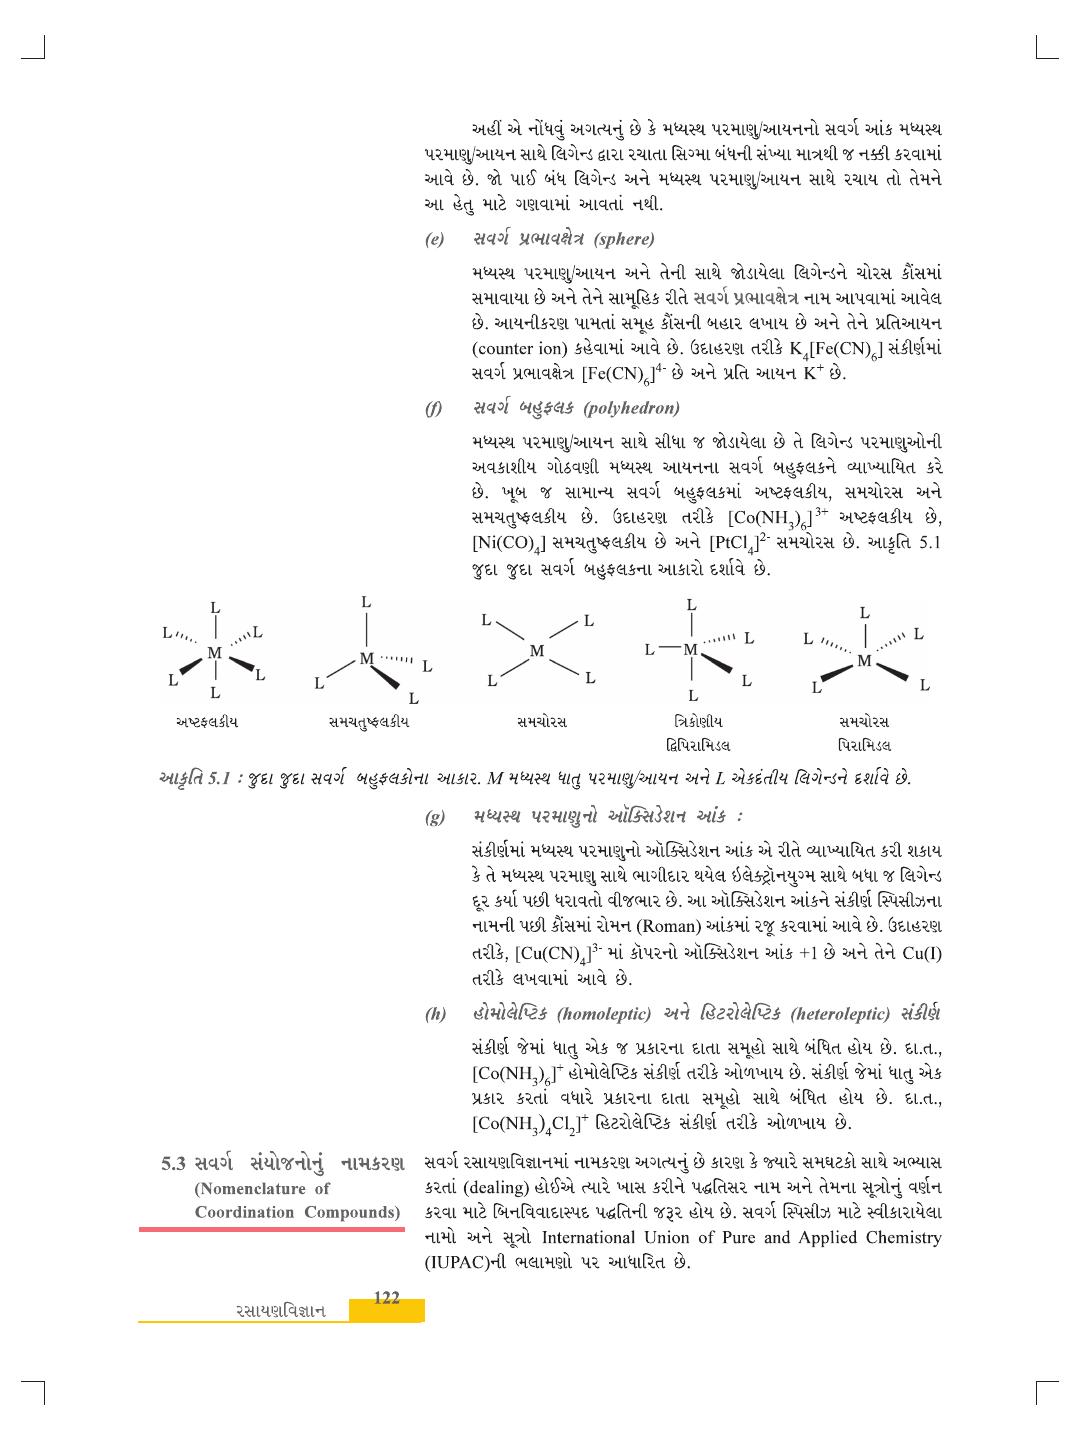 અહીં એ નોંધવું અગત્યનું છે કે મધ્યસ્થ પરમાણુ/આયનનો સવર્ગ આંક મધ્યસ્થ
પરમાણુ/આયન સાથે લિગેન્ડ દ્વારા રચાતા સિગ્મા બંધની સંખ્યા માત્રથી જ નક્કી કરવામાં
આવે છે. જો પાઈ બંધ લિગેન્ડ અને મધ્યસ્થ પરમાણુ/આયન સાથે રચાય તો તેમને
આ હેતુ માટે ગણવામાં આવતાં નથી.
(e) સવર્ગ પ્રભાવક્ષેત્ર (sphere)
મધ્યસ્થ પરમાણુ/આયન અને તેની સાથે જોડાયેલા લિગેન્ડને ચોરસ કૌંસમાં
સમાવાયા છે અને તેને સામૂહિક રીતે સવર્ગ પ્રભાવક્ષેત્ર નામ આપવામાં આવેલ
છે. આયનીકરણ પામતાં સમૂહ કૌંસની બહાર લખાય છે અને તેને પ્રતિઆયન
(counter ion) કહેવામાં આવે છે. ઉદાહરણ તરીકે K₄[Fe(CN)₆] સંકીર્ણમાં
સવર્ગ પ્રભાવક્ષેત્ર [Fe(CN)₆]⁴⁻ છે અને પ્રતિ આયન K⁺ છે.
(f) સવર્ગ બહુફલક (polyhedron)
મધ્યસ્થ પરમાણુ/આયન સાથે સીધા જ જોડાયેલા છે તે લિગેન્ડ પરમાણુઓની
અવકાશીય ગોઠવણી મધ્યસ્થ આયનના સવર્ગ બહુફલકને વ્યાખ્યાયિત કરે
છે. ખૂબ જ સામાન્ય સવર્ગ બહુફલકમાં અષ્ટફલકીય, સમચોરસ અને
સમચતુષ્ફલકીય છે. ઉદાહરણ તરીકે [Co(NH₃)₆]³⁺ અષ્ટફલકીય છે,
[Ni(CO)₄] સમચતુષ્ફલકીય છે અને [PtCl₄]²⁻ સમચોરસ છે. આકૃતિ 5.1
જુદા જુદા સવર્ગ બહુફલકના આકારો દર્શાવે છે.
L L L L L L M
L L L L M
L L L L M
L L L L L M
L L L L L M
અષ્ટફલકીય સમચતુષ્ફલકીય સમચોરસ ત્રિકોણીય સમચોરસ
દ્વિપિરામિડલ પિરામિડલ
આકૃતિ 5.1 : જુદા જુદા સવર્ગ બહુફલકોના આકાર. M મધ્યસ્થ ધાતુ પરમાણુ/આયન અને L એકદંતીય લિગેન્ડને દર્શાવે છે.
(g) મધ્યસ્થ પરમાણુનો ઑક્સિડેશન આંક :
સંકીર્ણમાં મધ્યસ્થ પરમાણુનો ઑક્સિડેશન આંક એ રીતે વ્યાખ્યાયિત કરી શકાય
કે તે મધ્યસ્થ પરમાણુ સાથે ભાગીદાર થયેલ ઇલેક્ટ્રૉનયુગ્મ સાથે બધા જ લિગેન્ડ
દૂર કર્યા પછી ધરાવતો વીજભાર છે. આ ઑક્સિડેશન આંકને સંકીર્ણ સ્પિસીઝના
નામની પછી કૌંસમાં રોમન (Roman) આંકમાં રજૂ કરવામાં આવે છે. ઉદાહરણ
તરીકે, [Cu(CN)₄]³⁻ માં કૉપરનો ઑક્સિડેશન આંક +1 છે અને તેને Cu(I)
તરીકે લખવામાં આવે છે.
(h) હોમોલેપ્ટિક (homoleptic) અને હિટરોલેપ્ટિક (heteroleptic) સંકીર્ણ
સંકીર્ણ જેમાં ધાતુ એક જ પ્રકારના દાતા સમૂહો સાથે બંધિત હોય છે. દા.ત.,
[Co(NH₃)₆]⁺ હોમોલેપ્ટિક સંકીર્ણ તરીકે ઓળખાય છે. સંકીર્ણ જેમાં ધાતુ એક
પ્રકાર કરતાં વધારે પ્રકારના દાતા સમૂહો સાથે બંધિત હોય છે. દા.ત.,
[Co(NH₃)₄Cl₂]⁺ હિટરોલેપ્ટિક સંકીર્ણ તરીકે ઓળખાય છે.
5.3 સવર્ગ સંયોજનોનું નામકરણ
(Nomenclature of
Coordination Compounds)
સવર્ગ રસાયણવિજ્ઞાનમાં નામકરણ અગત્યનું છે કારણ કે જ્યારે સમઘટકો સાથે અભ્યાસ
કરતાં (dealing) હોઈએ ત્યારે ખાસ કરીને પદ્ધતિસર નામ અને તેમના સૂત્રોનું વર્ણન
કરવા માટે બિનવિવાદાસ્પદ પદ્ધતિની જરૂર હોય છે. સવર્ગ સ્પિસીઝ માટે સ્વીકારાયેલા
નામો અને સૂત્રો International Union of Pure and Applied Chemistry
(IUPAC)ની ભલામણો પર આધારિત છે.
122
રસાયણવિજ્ઞાન